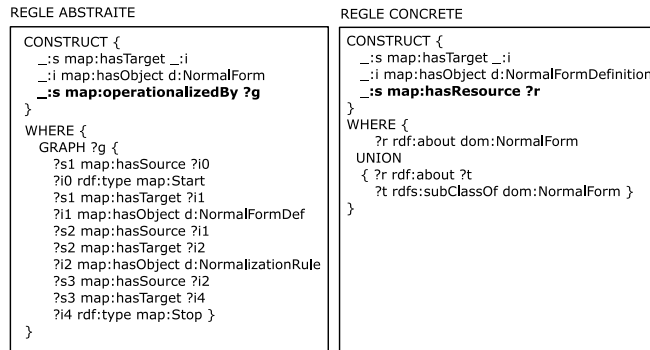 REGLE ABSTRAITE
CONSTRUCT {
_:s map:hasTarget _:i
_:i map:hasObject d:NormalForm
_:s map:operationalizedBy ?g
}
WHERE {
GRAPH ?g {
?s1 map:hasSource ?i0
?i0 rdf:type map:Start
?s1 map:hasTarget ?i1
?i1 map:hasObject d:NormalFormDef
?s2 map:hasSource ?i1
?s2 map:hasTarget ?i2
?i2 map:hasObject d:NormalizationRule
?s3 map:hasSource ?i2
?s3 map:hasTarget ?i4
?i4 rdf:type map:Stop }
}
REGLE CONCRETE
CONSTRUCT {
_:s map:hasTarget _:i
_:i map:hasObject d:NormalFormDefinition
_:s map:hasResource ?r
}
WHERE {
?r rdf:about dom:NormalForm
UNION
{ ?r rdf:about ?t
?t rdfs:subClassOf dom:NormalForm }
}